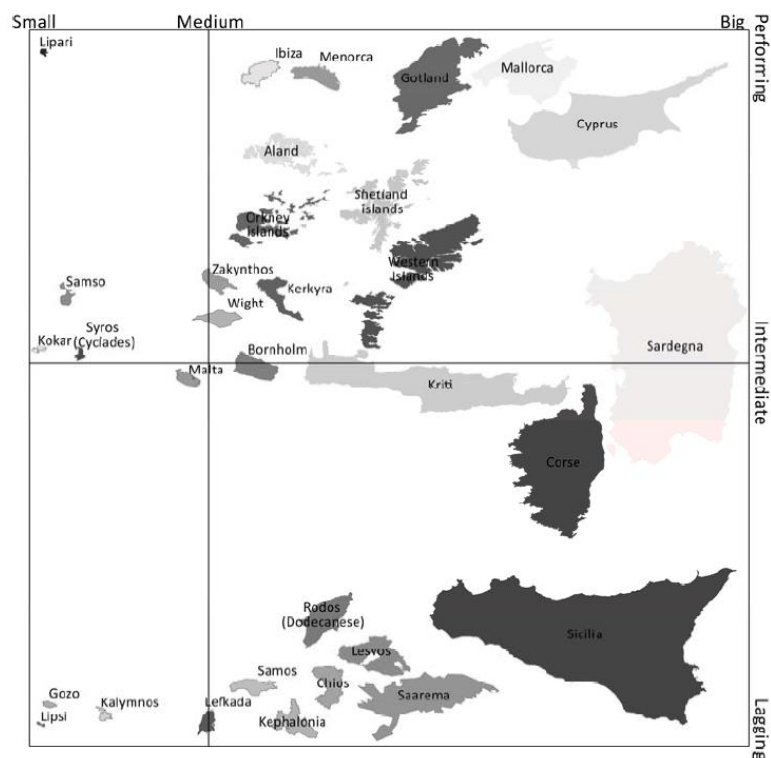 Small
Medium
Big
Performing
Lipari
Ibiza
Menorca
Gotland
Mallorca
Cyprus
Aland
Shetland
Islands
Orkney
Islands
Western
Islands
Zakynthos
Kerkyra
Samso
Wight
Syros
(Cyclades)
Kokar
Bornholm
Sardegna
Intermediate
Malta
Kriti
Corse
Rodos
(Dodecanese)
Sicilia
Lesvos
Samos
Chius
Saarema
Gozo
Kalymnos
Lefkada
Lipsi
Kephalonia
Lagging